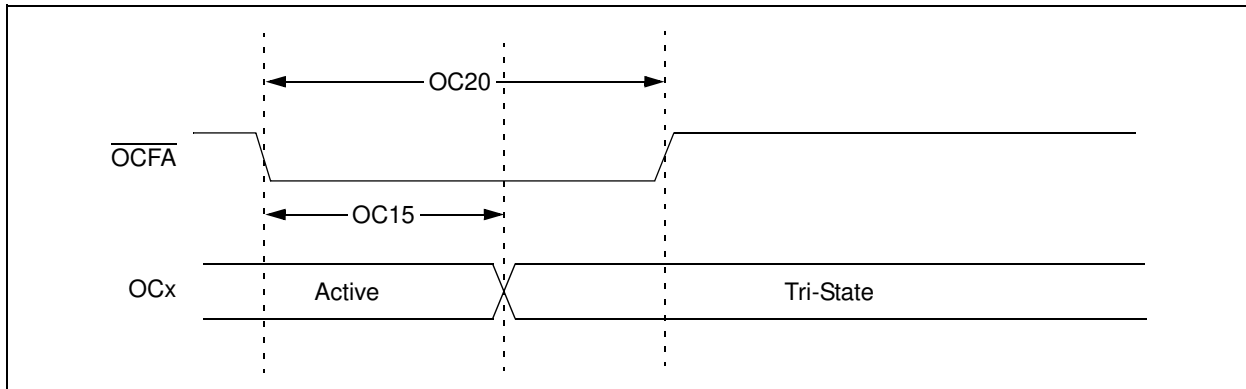 OC20
OCFA
OC15
OCx
Active
Tri-State